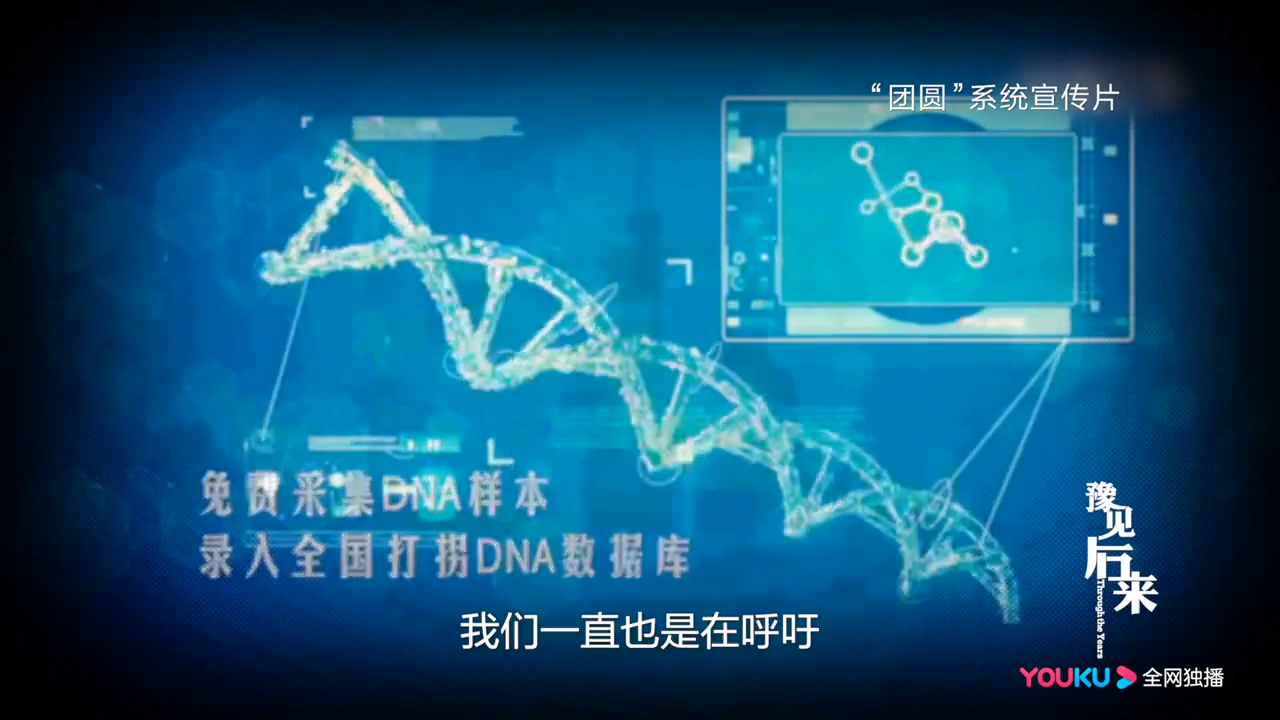 “团圆”系统宣传片
免费采集DNA样本
录入全国打拐DNA数据库
豫见后来
Through the Years
我们一直也是在呼吁
YOUKU 全网独播